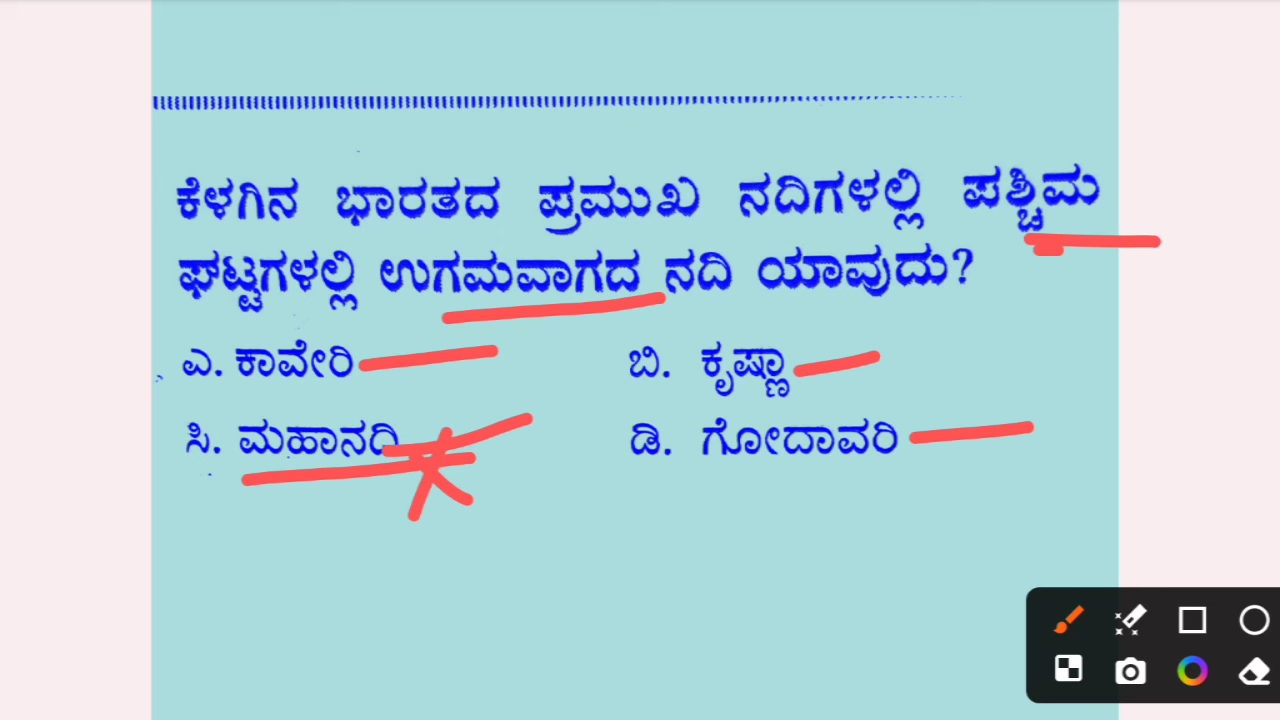 ಕೆಳಗಿನ ಭಾರತದ ಪ್ರಮುಖ ನದಿಗಳಲ್ಲಿ ಪಶ್ಚಿಮ
ಘಟ್ಟಗಳಲ್ಲಿ ಉಗಮವಾಗದ ನದಿ ಯಾವುದು?
ಎ. ಕಾವೇರಿ ಬಿ. ಕೃಷ್ಣಾ
ಸಿ. ಮಹಾನದಿ ಡಿ. ಗೋದಾವರಿ